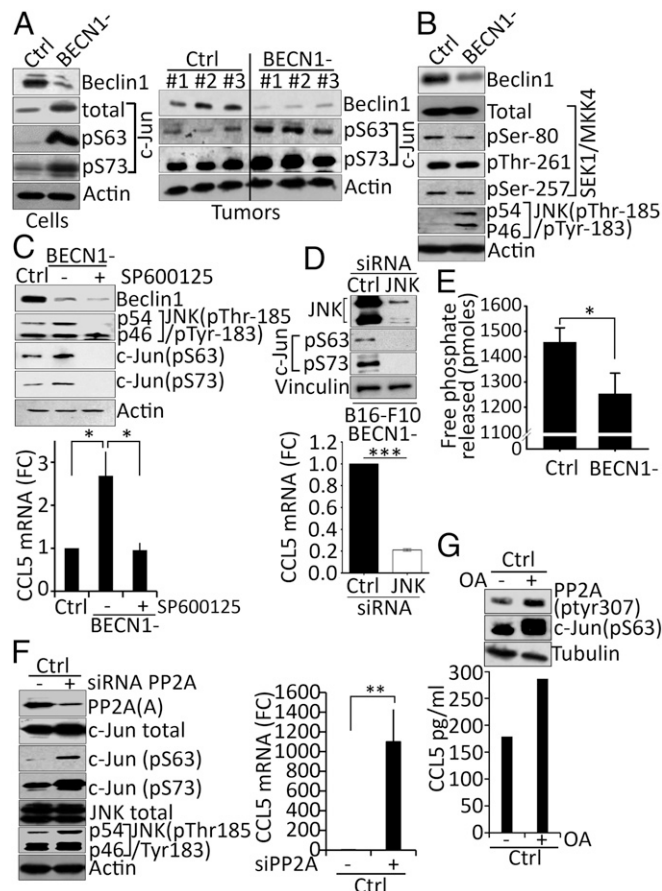 A
Ctrl
BECN1-
Beclin1
total
pS63
pS73
c-Jun
Actin
Cells
Ctrl
BECN1-
#1 #2 #3
#1 #2 #3
Beclin1
pS63
pS73
c-Jun
Actin
Tumors
B
Ctrl
BECN1-
Beclin1
Total
pSer-80
pThr-261
pSer-257
SEK1/MKK4
p54
P46
JNK(pThr-185
/pTyr-183)
Actin
C
BECN1-
Ctrl - + SP600125
Beclin1
p54
p46
JNK(pThr-185
/pTyr-183)
c-Jun(pS63)
c-Jun(pS73)
Actin
* *
CCL5 mRNA (FC)
3
2
1
0
Ctrl - + SP600125
BECN1-
D
siRNA
Ctrl JNK
JNK
pS63
pS73
c-Jun
Vinculin
B16-F10
BECN1-
***
CCL5 mRNA (FC)
1.0
0.8
0.6
0.4
0.2
0.0
Ctrl JNK
siRNA
E
*
Free phosphate
released (pmoles)
1600
1500
1400
1300
1200
1100
0
Ctrl BECN1-
F
Ctrl
- + siRNA PP2A
PP2A(A)
c-Jun total
c-Jun (pS63)
c-Jun (pS73)
JNK total
p54
p46
JNK(pThr185
/Tyr183)
Actin
**
CCL5 mRNA (FC)
1600
1400
1200
1000
800
600
400
200
0
siPP2A - +
Ctrl
G
Ctrl
OA - +
PP2A
(ptyr307)
c-Jun(pS63)
Tubulin
CCL5 pg/ml
300
250
200
150
100
50
0
- + OA
Ctrl